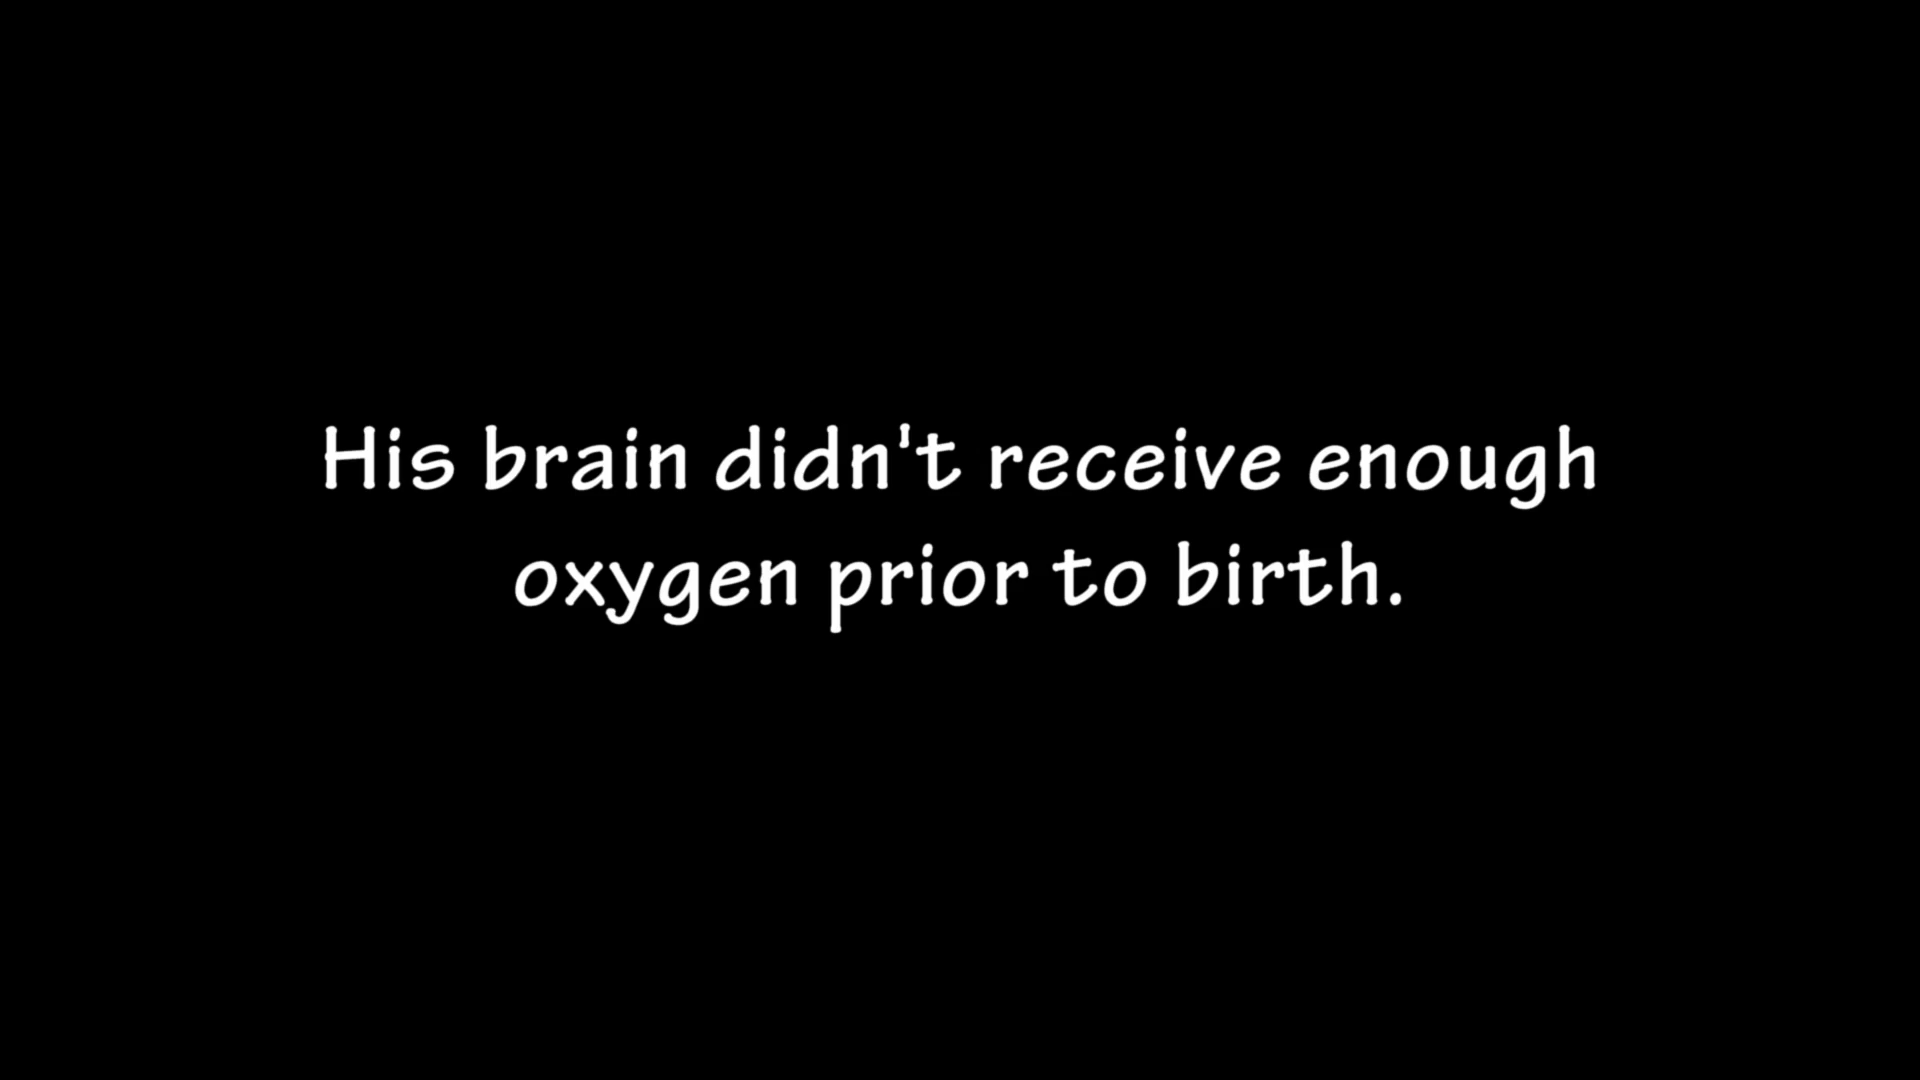 His brain didn't receive enough
oxygen prior to birth.